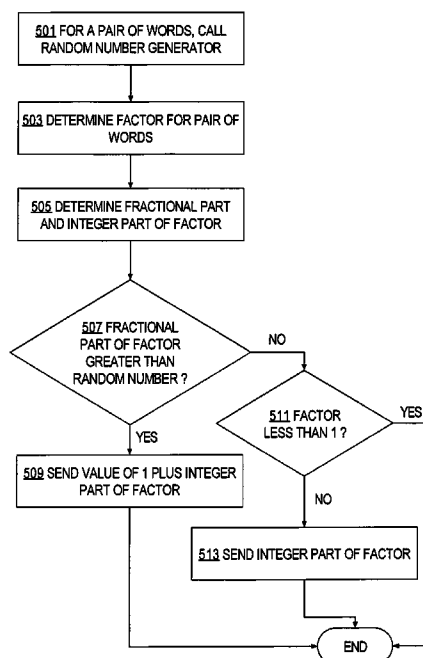 501 FOR A PAIR OF WORDS, CALL
RANDOM NUMBER GENERATOR
503 DETERMINE FACTOR FOR PAIR OF
WORDS
505 DETERMINE FRACTIONAL PART
AND INTEGER PART OF FACTOR
507 FRACTIONAL
PART OF FACTOR
GREATER THAN
RANDOM NUMBER ?
NO
YES
511 FACTOR
LESS THAN 1 ?
YES
NO
509 SEND VALUE OF 1 PLUS INTEGER
PART OF FACTOR
513 SEND INTEGER PART OF FACTOR
END